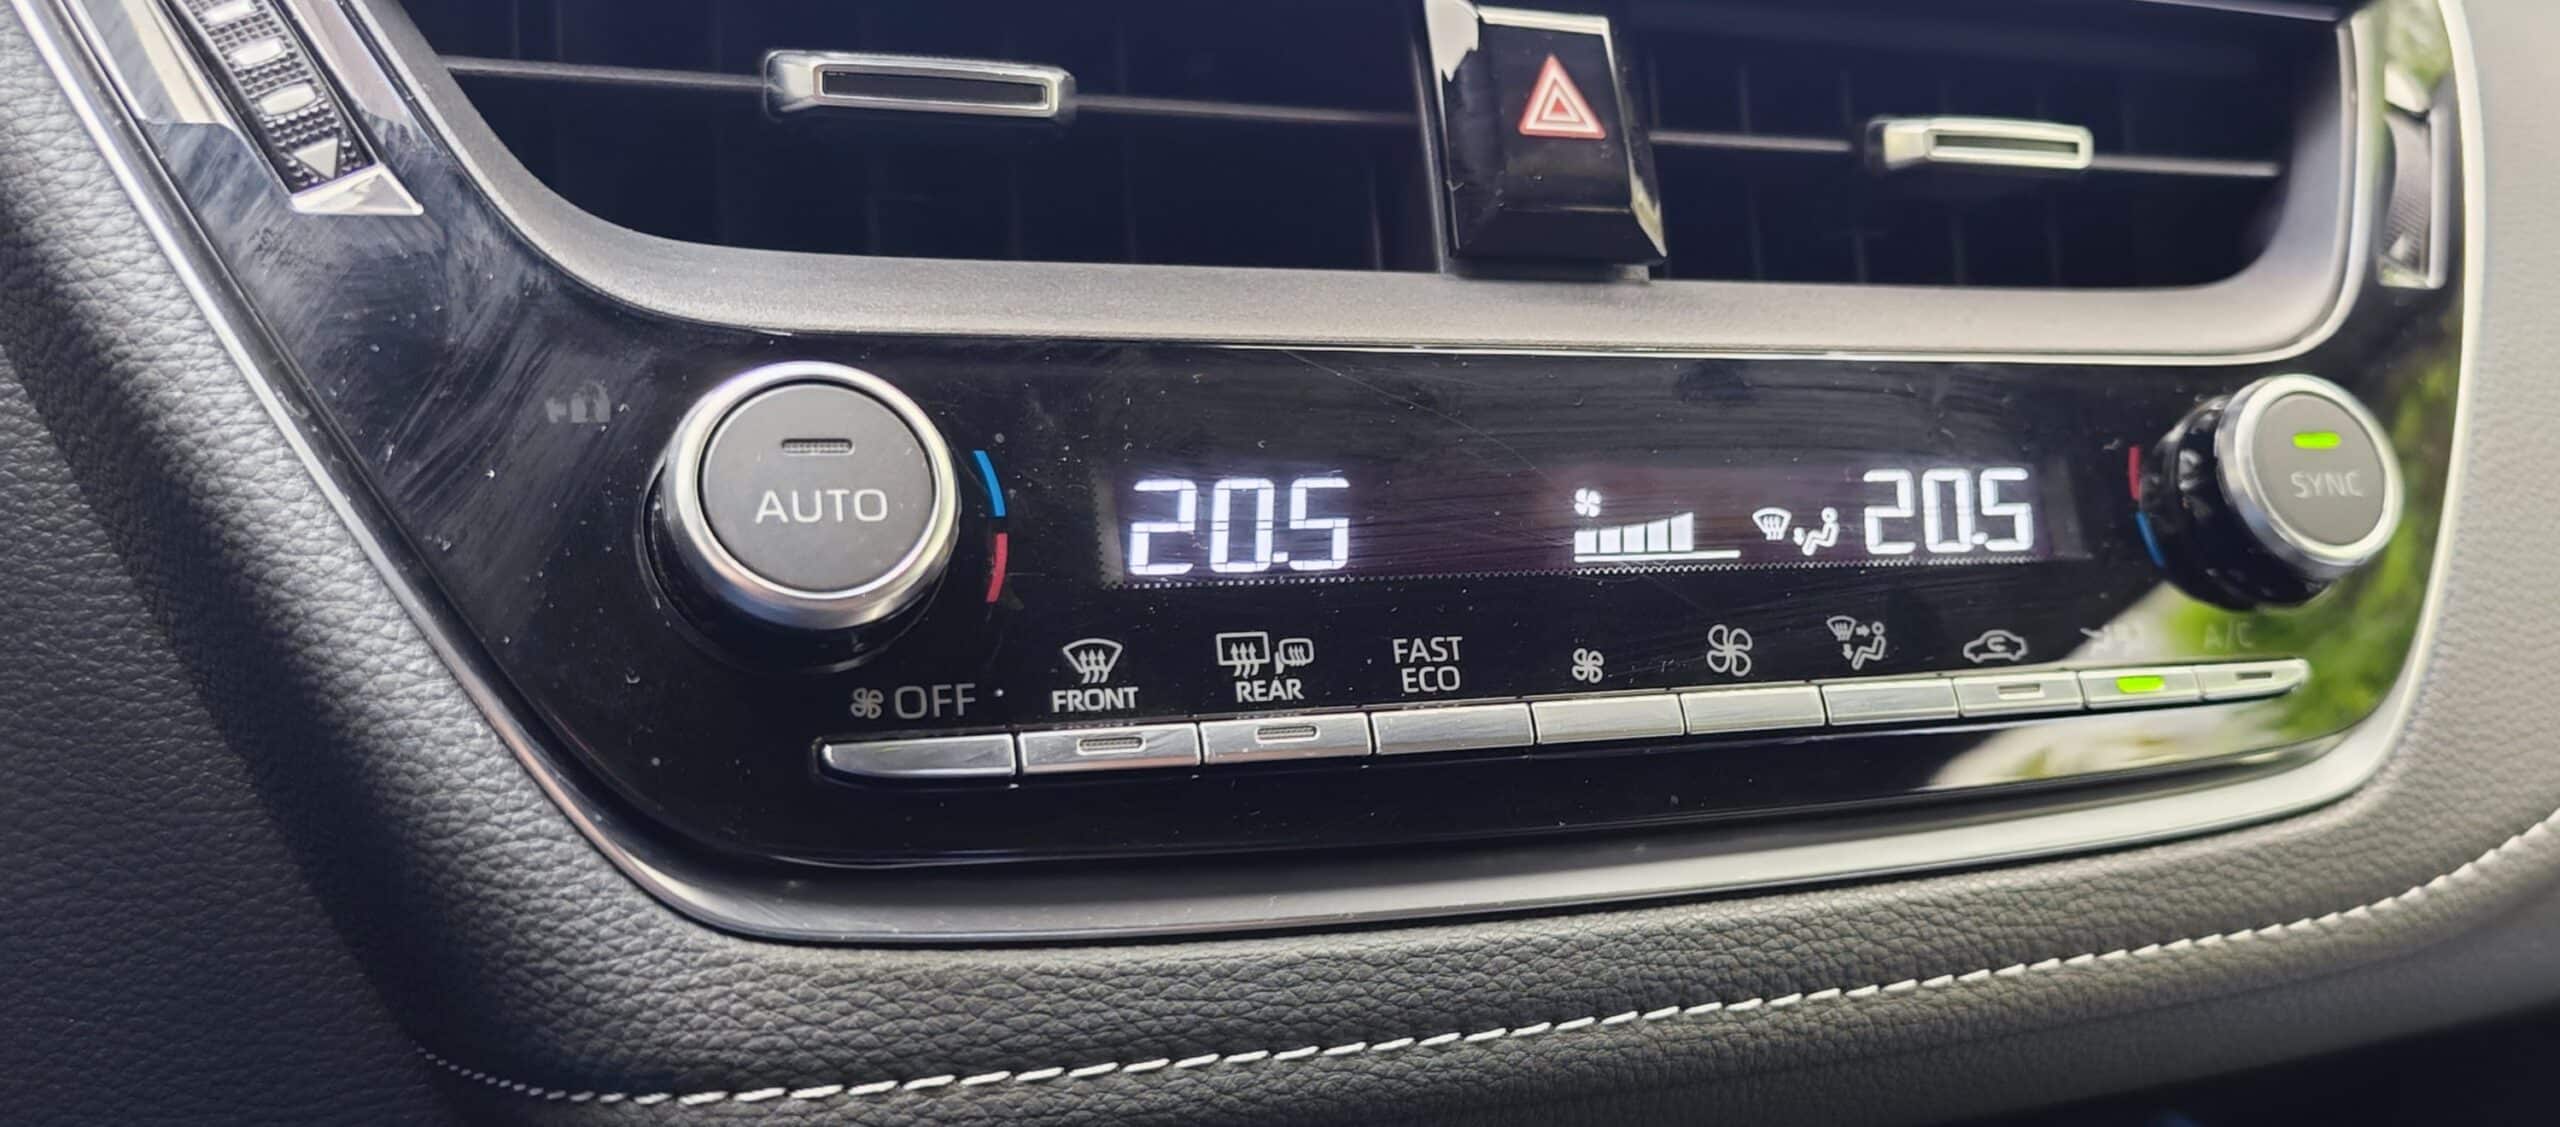 AUTO
20.5
20.5
SYNC
OFF
FRONT
REAR
FAST
ECO
A/C